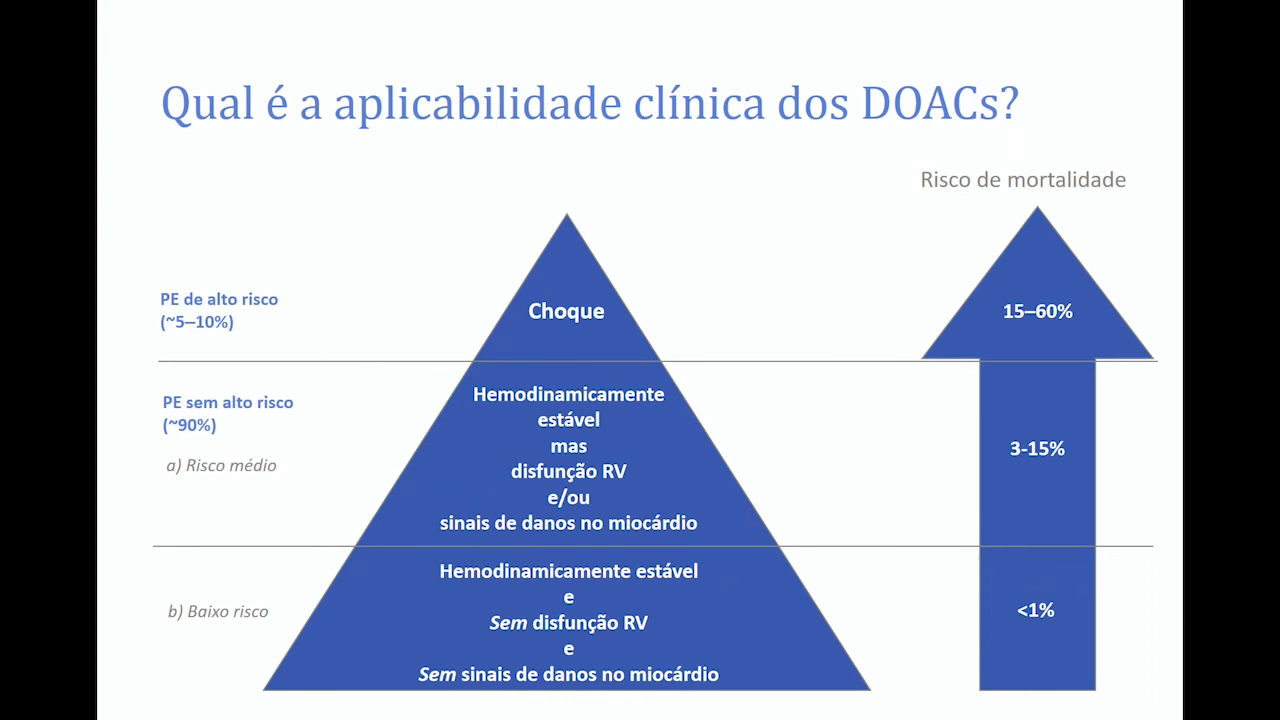 Qual é a aplicabilidade clínica dos DOACs?
Risco de mortalidade
PE de alto risco
(~5–10%)
Choque
15–60%
PE sem alto risco
(~90%)
a) Risco médio
Hemodinamicamente
estável
mas
disfunção RV
e/ou
sinais de danos no miocárdio
3-15%
b) Baixo risco
Hemodinamicamente estável
e
Sem disfunção RV
e
Sem sinais de danos no miocárdio
<1%